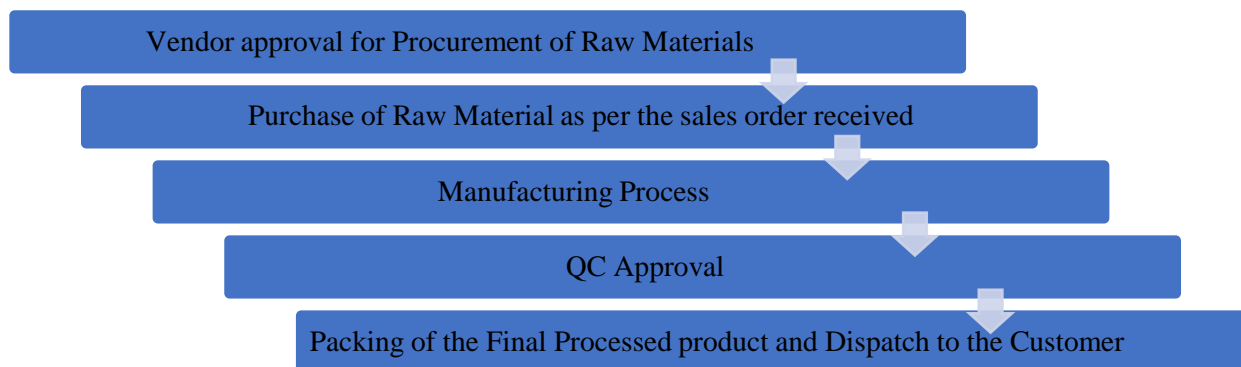 Vendor approval for Procurement of Raw Materials
Purchase of Raw Material as per the sales order received
Manufacturing Process
QC Approval
Packing of the Final Processed product and Dispatch to the Customer